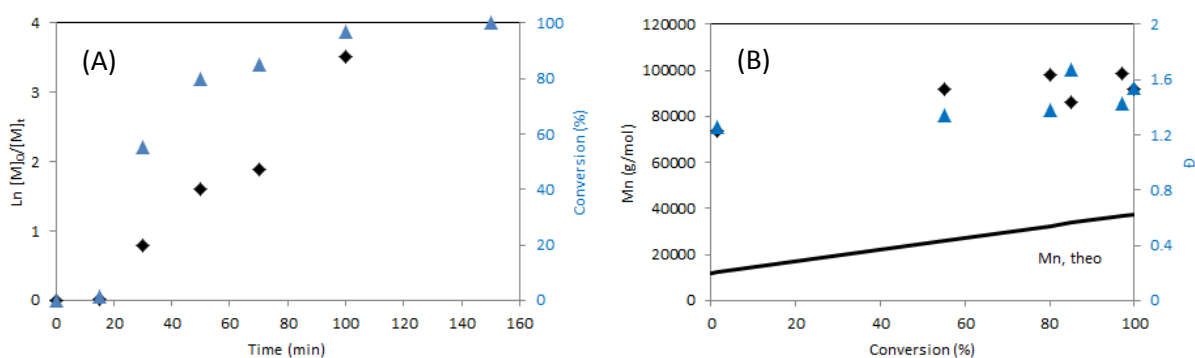 (A)
4
3
2
1
0
Ln [M]₀/[M]t
100
80
60
40
20
0
Conversion (%)
0 20 40 60 80 100 120 140 160
Time (min)
(B)
120000
100000
80000
60000
40000
20000
0
Mn (g/mol)
2
1.6
1.2
0.8
0.4
0
Đ
Mn, theo
0 20 40 60 80 100
Conversion (%)